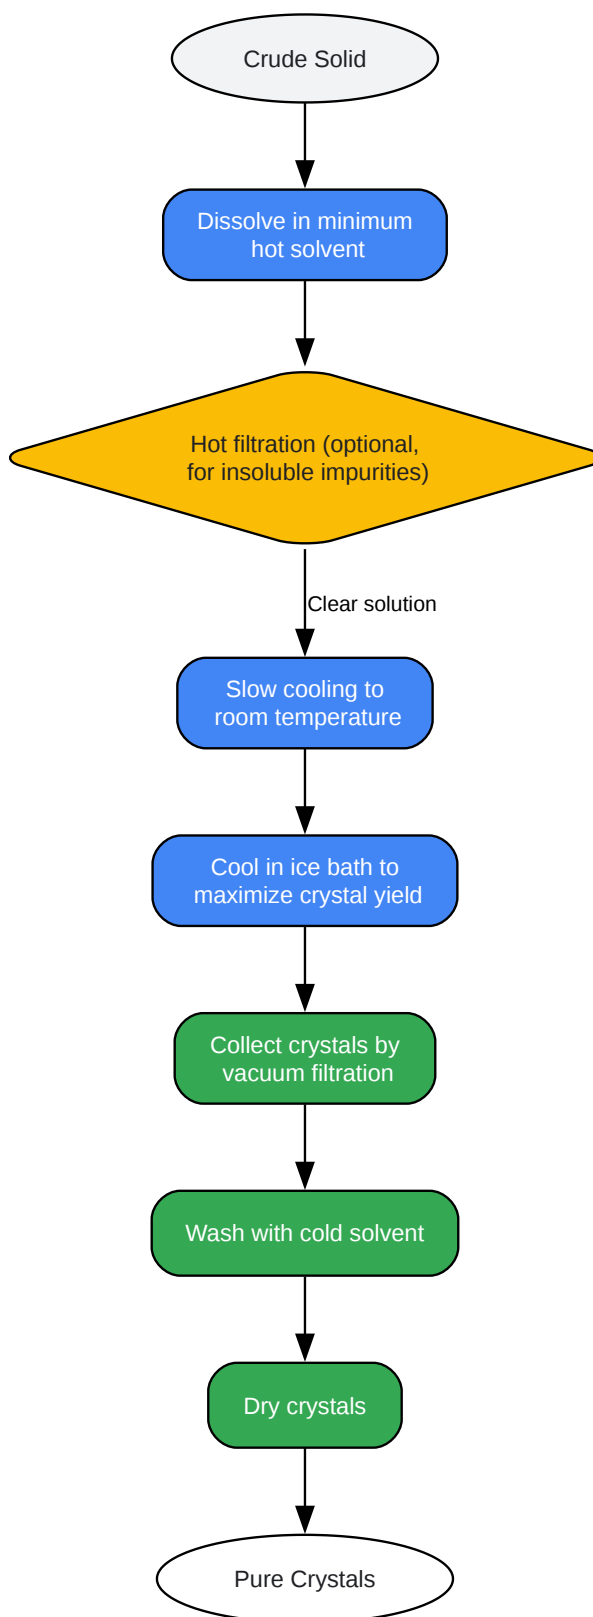 Crude Solid
Dissolve in minimum
hot solvent
Hot filtration (optional,
for insoluble impurities)
Clear solution
Slow cooling to
room temperature
Cool in ice bath to
maximize crystal yield
Collect crystals by
vacuum filtration
Wash with cold solvent
Dry crystals
Pure Crystals